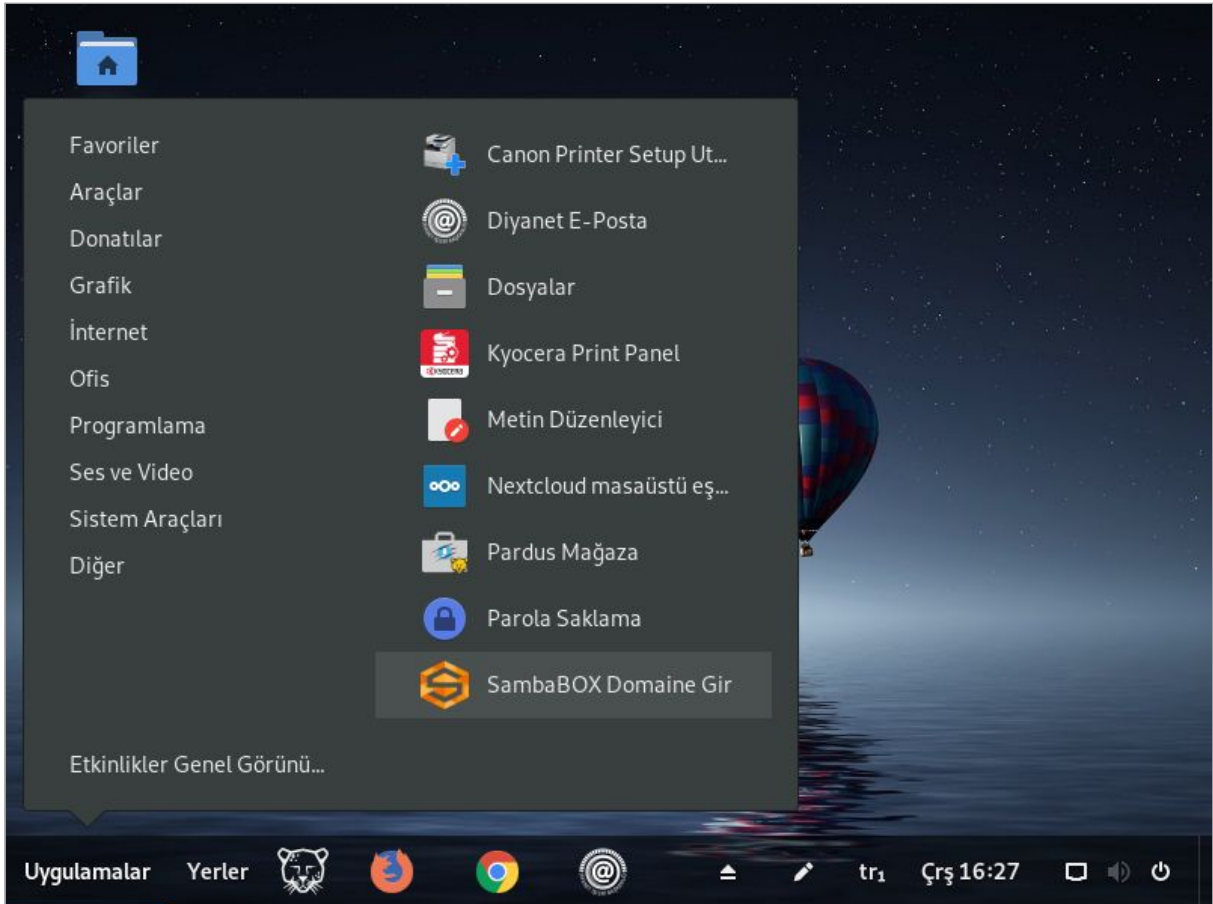 Favoriler
Araçlar
Donatılar
Grafik
İnternet
Ofis
Programlama
Ses ve Video
Sistem Araçları
Diğer
Etkinlikler Genel Görünü...
Canon Printer Setup Ut...
Diyanet E-Posta
Dosyalar
KYOCERA
Kyocera Print Panel
Metin Düzenleyici
Nextcloud masaüstü eş...
Pardus Mağaza
Parola Saklama
SambaBOX Domaine Gir
Uygulamalar Yerler @ tr₁ Çrş 16:27